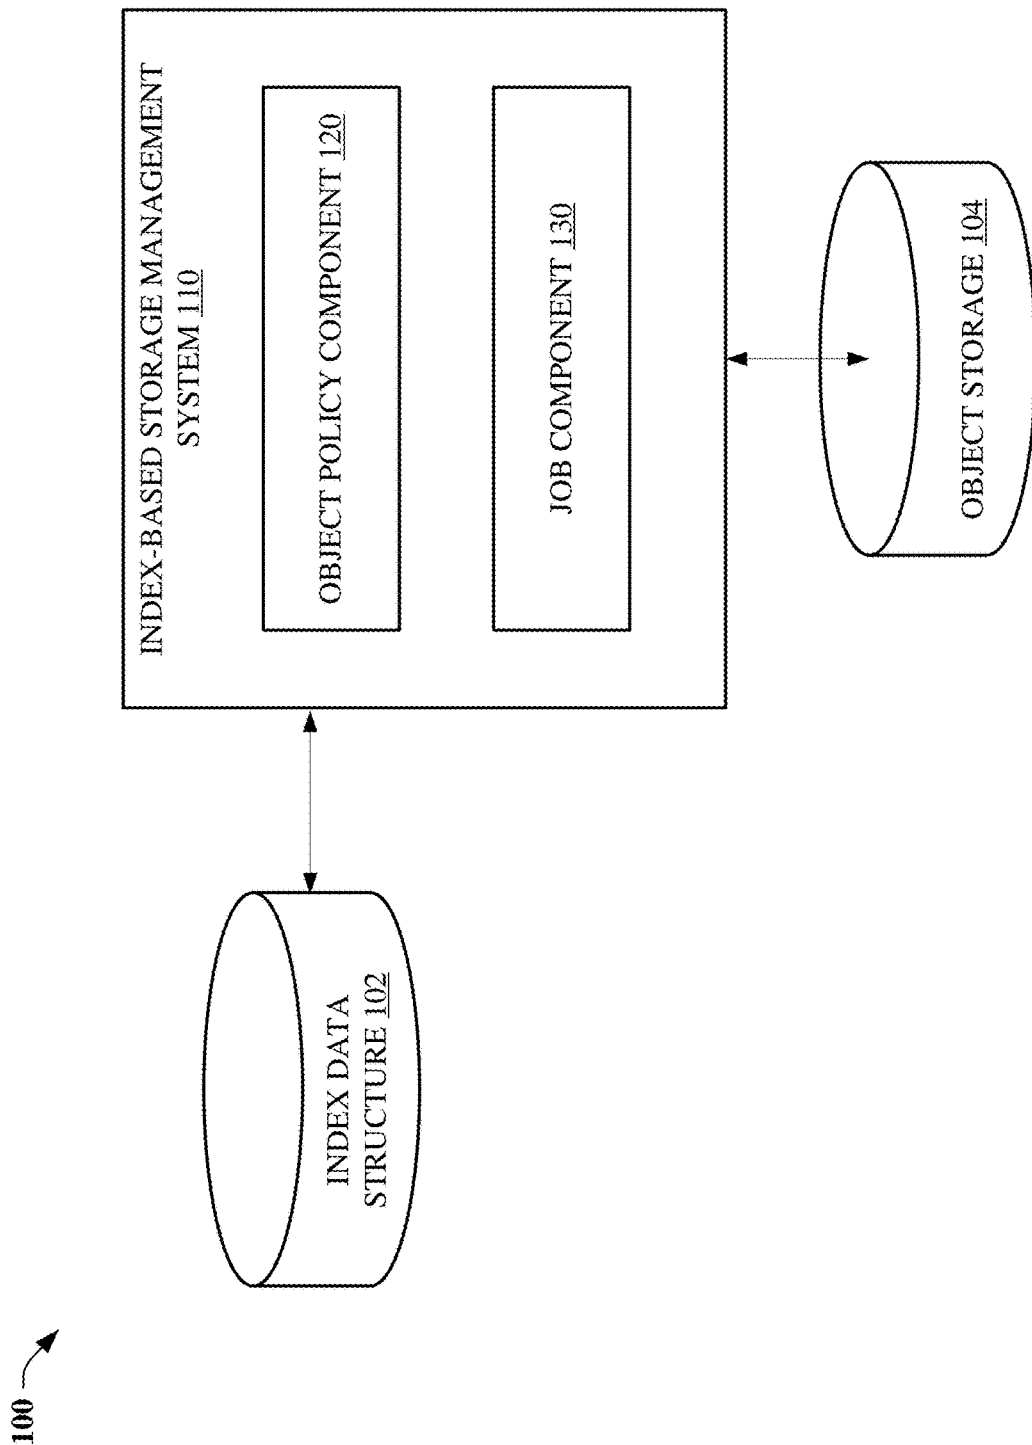 100
INDEX-BASED STORAGE MANAGEMENT
SYSTEM 110
OBJECT POLICY COMPONENT 120
JOB COMPONENT 130
INDEX DATA
STRUCTURE 102
OBJECT STORAGE 104